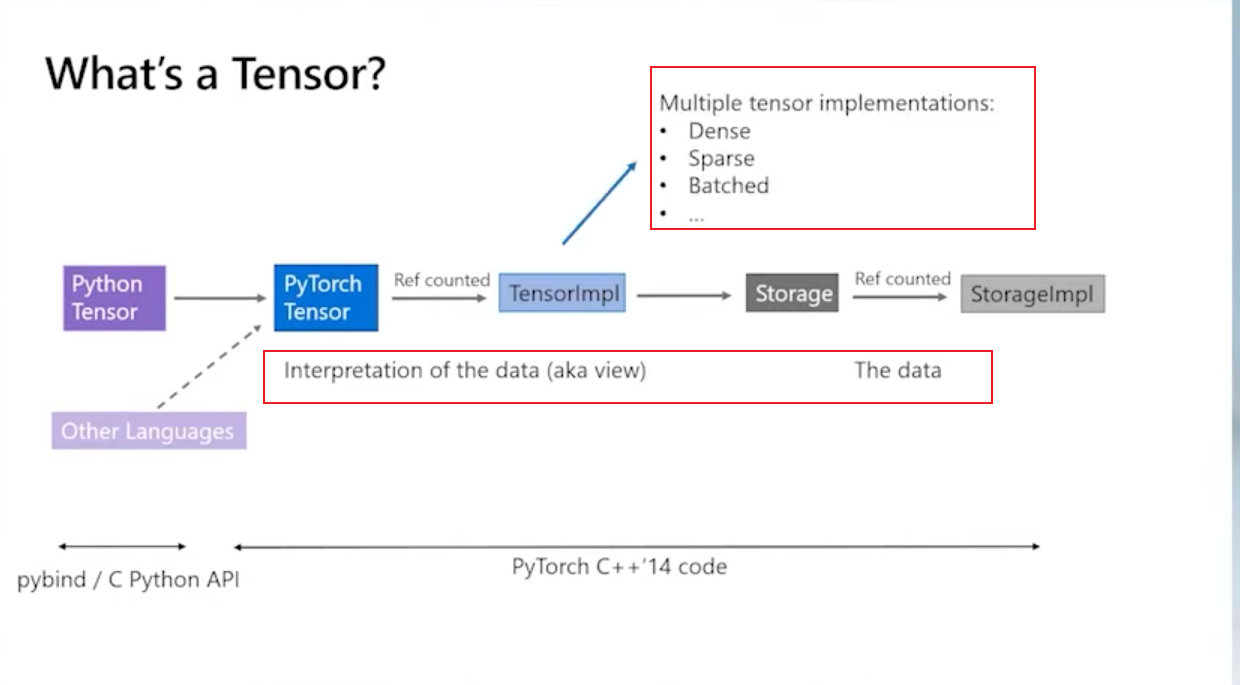 What's a Tensor?
Multiple tensor implementations:
• Dense
• Sparse
• Batched
• ...
Python
Tensor
PyTorch
Tensor
Ref counted
TensorImpl
Storage
Ref counted
StorageImpl
Interpretation of the data (aka view)
The data
Other Languages
pybind / C Python API
PyTorch C++'14 code